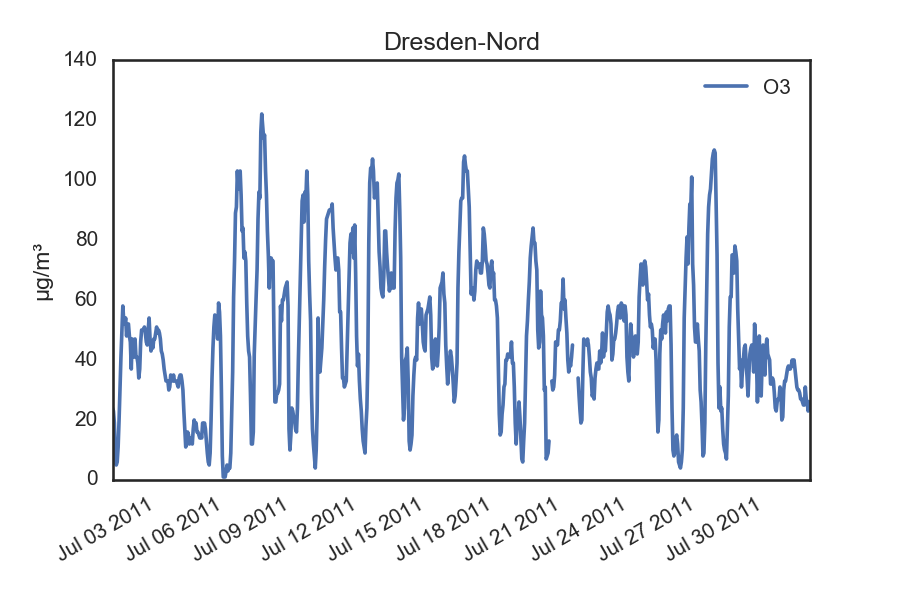 Dresden-Nord
140
120
100
80
60
40
20
0
µg/m³
O3
Jul 03 2011
Jul 06 2011
Jul 09 2011
Jul 12 2011
Jul 15 2011
Jul 18 2011
Jul 21 2011
Jul 24 2011
Jul 27 2011
Jul 30 2011